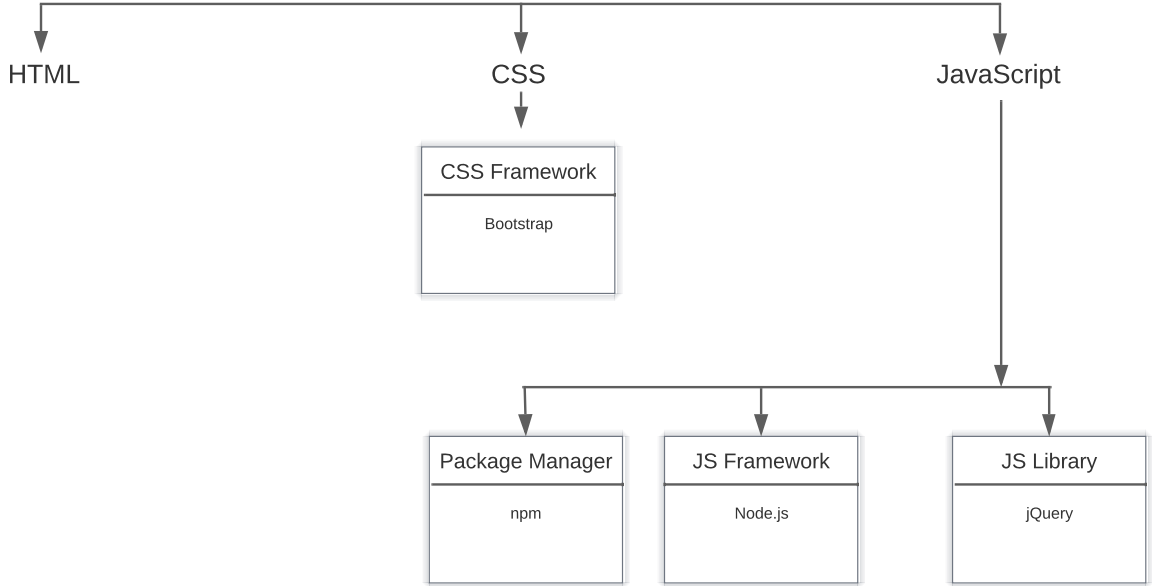 HTML
CSS
JavaScript
CSS Framework
Bootstrap
Package Manager
npm
JS Framework
Node.js
JS Library
jQuery